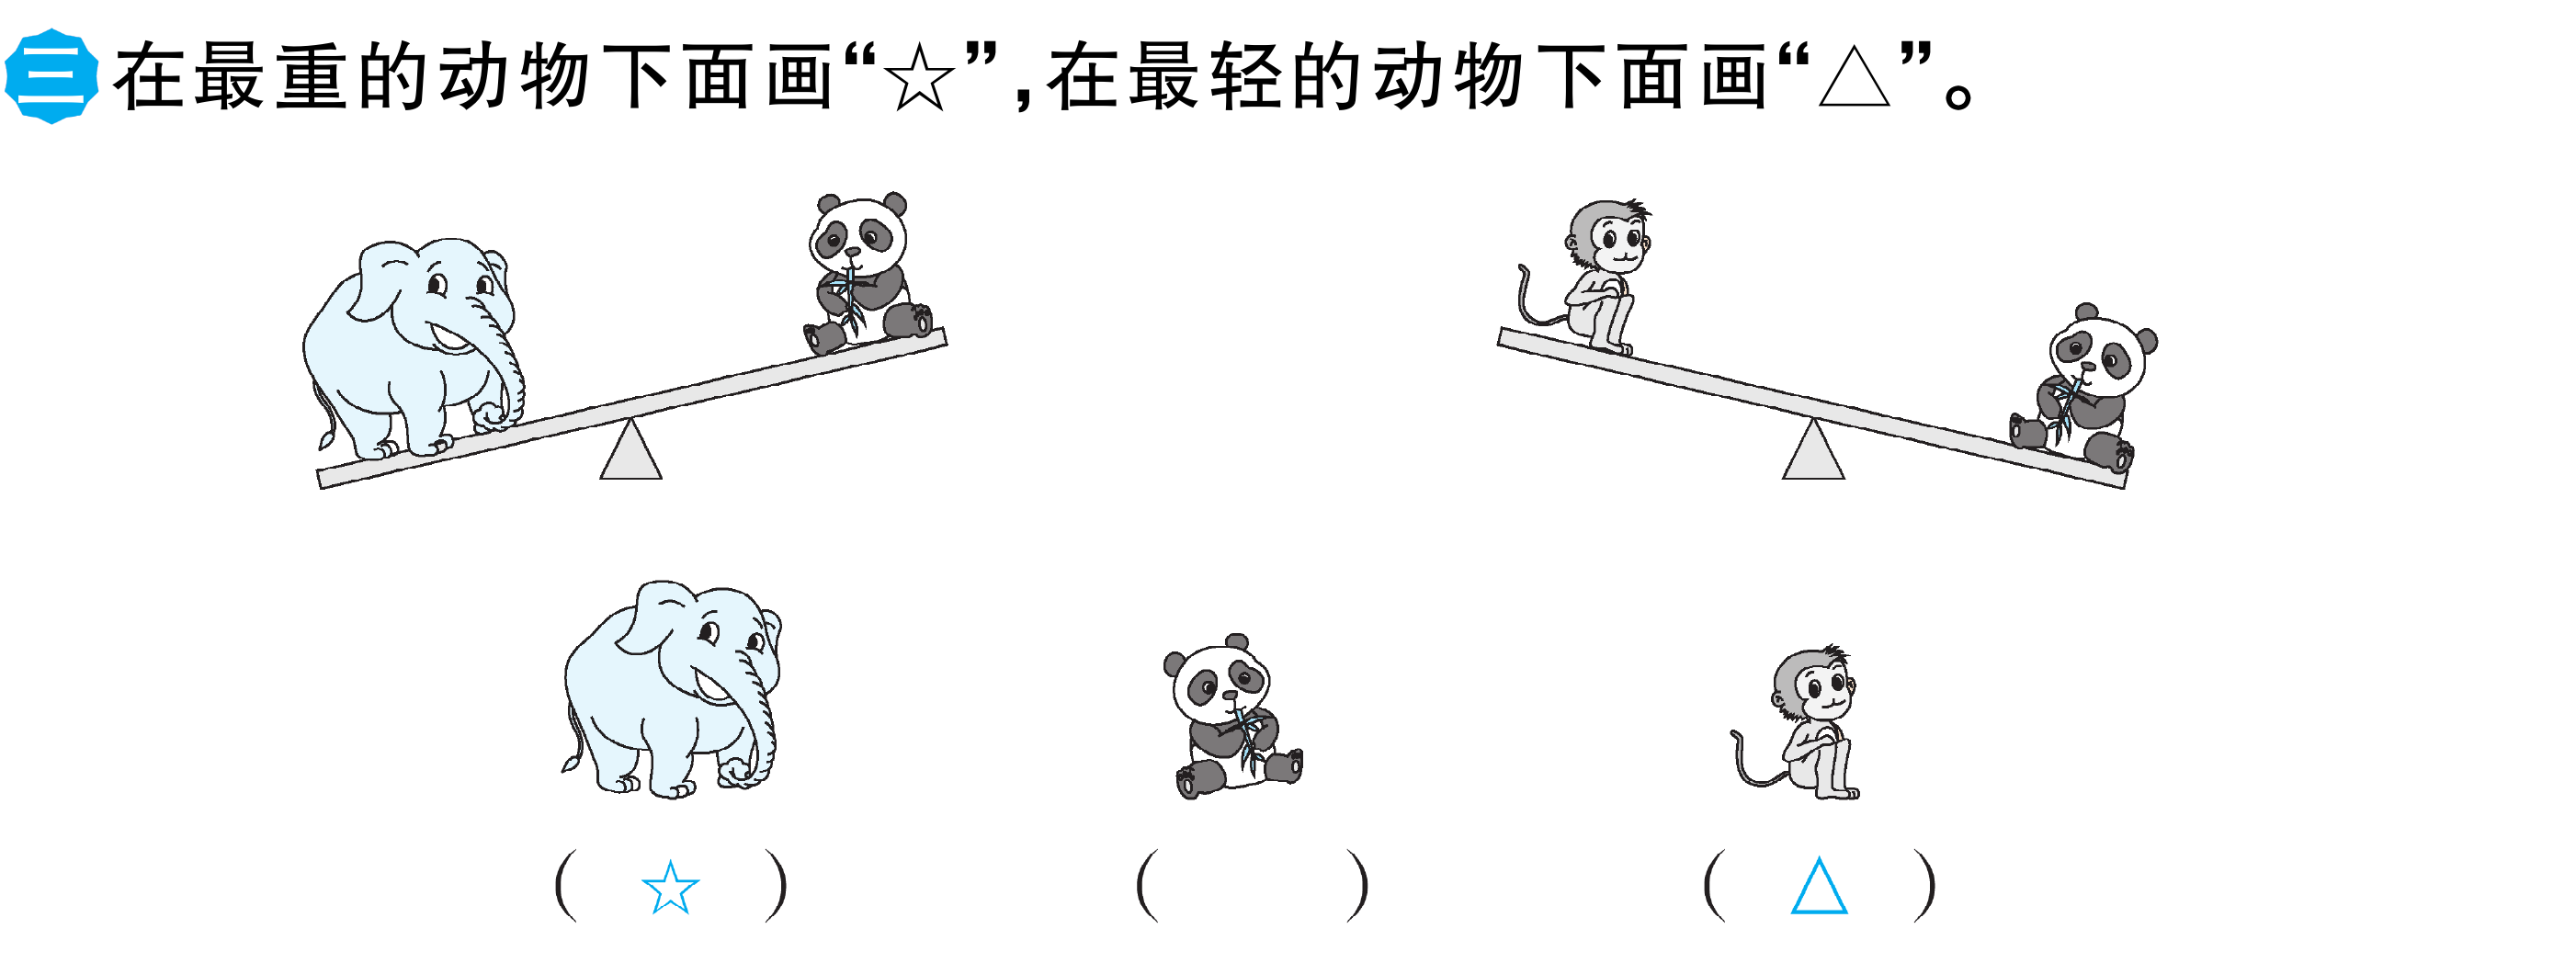 三 在最重的动物下面画“☆”,在最轻的动物下面画“△”。
( ☆ ) ( ) ( △ )